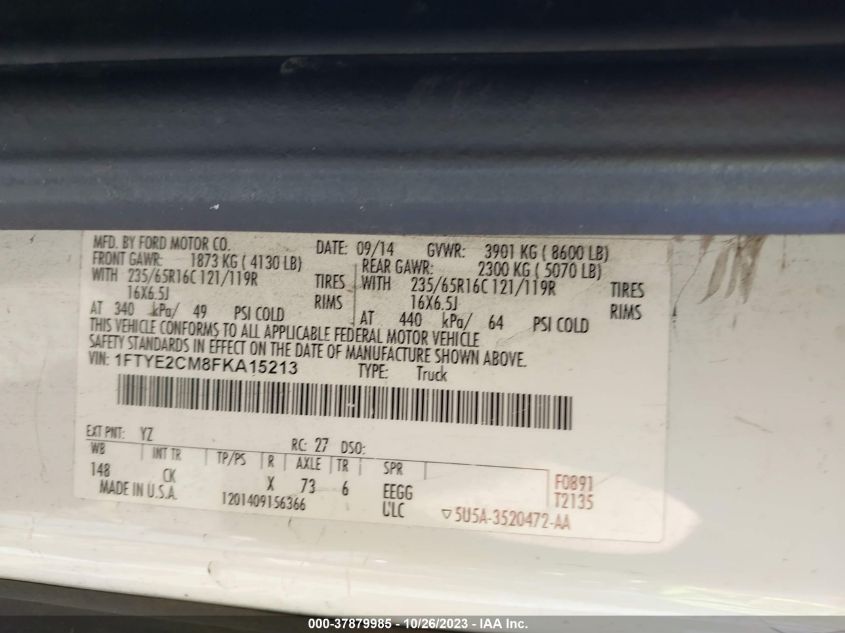 MFD. BY FORD MOTOR CO. DATE: 09/14 GVWR: 3901 KG ( 8600 LB)
FRONT GAWR: 1873 KG ( 4130 LB) REAR GAWR: 2300 KG ( 5070 LB)
WITH 235/65R16C 121/119R TIRES WITH 235/65R16C 121/119R TIRES
16X6.5J RIMS 16X6.5J RIMS
AT 340 kPa/ 49 PSI COLD AT 440 kPa/ 64 PSI COLD
THIS VEHICLE CONFORMS TO ALL APPLICABLE FEDERAL MOTOR VEHICLE
SAFETY STANDARDS IN EFFECT ON THE DATE OF MANUFACTURE SHOWN ABOVE.
VIN: 1FTYE2CM8FKA15213 TYPE: Truck
EXT PNT: YZ RC: 27 DSO:
WB INT TR TP/PS R AXLE TR SPR
148 CK X 73 6 EEGG F0891
MADE IN U.S.A. 1201409156366 ULC T2135
▽5U5A-3520472-AA
000-37879985 - 10/26/2023 - IAA Inc.